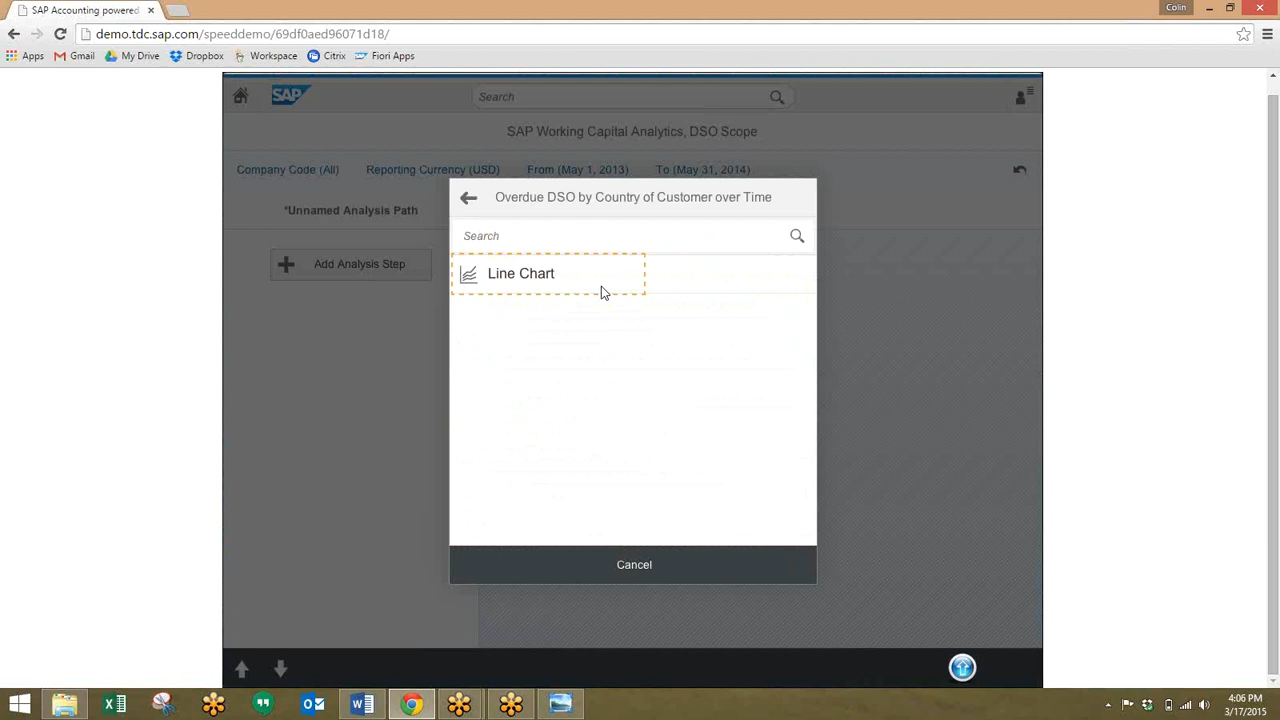 SAP Accounting powered
Colin
demo.tdc.sap.com/speeddemo/69df0aed96071d18/
Apps Gmail My Drive Dropbox Workspace Citrix Fiori Apps
SAP Search
SAP Working Capital Analytics, DSO Scope
Company Code (All) Reporting Currency (USD) From (May 1, 2013) To (May 31, 2014)
*Unnamed Analysis Path
Add Analysis Step
Overdue DSO by Country of Customer over Time
Search
Line Chart
Cancel
4:06 PM
3/17/2015